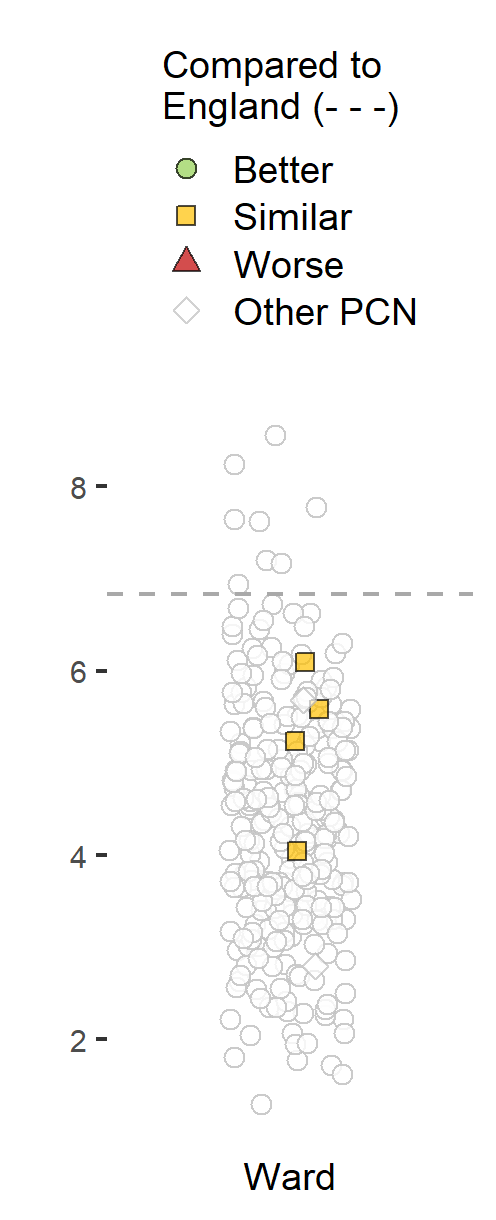 Compared to
England (- - -)
Better
Similar
Worse
Other PCN
8
6
4
2
Ward